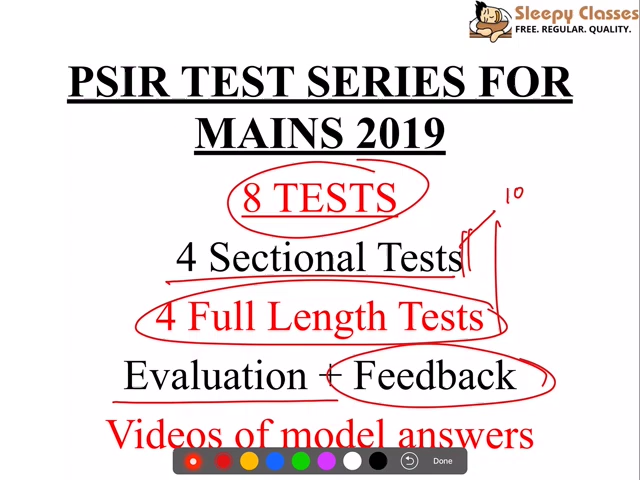 Sleepy Classes
FREE. REGULAR. QUALITY.
PSIR TEST SERIES FOR
MAINS 2019
8 TESTS
10
4 Sectional Tests
4 Full Length Tests
Evaluation + Feedback
Videos of model answers
Done